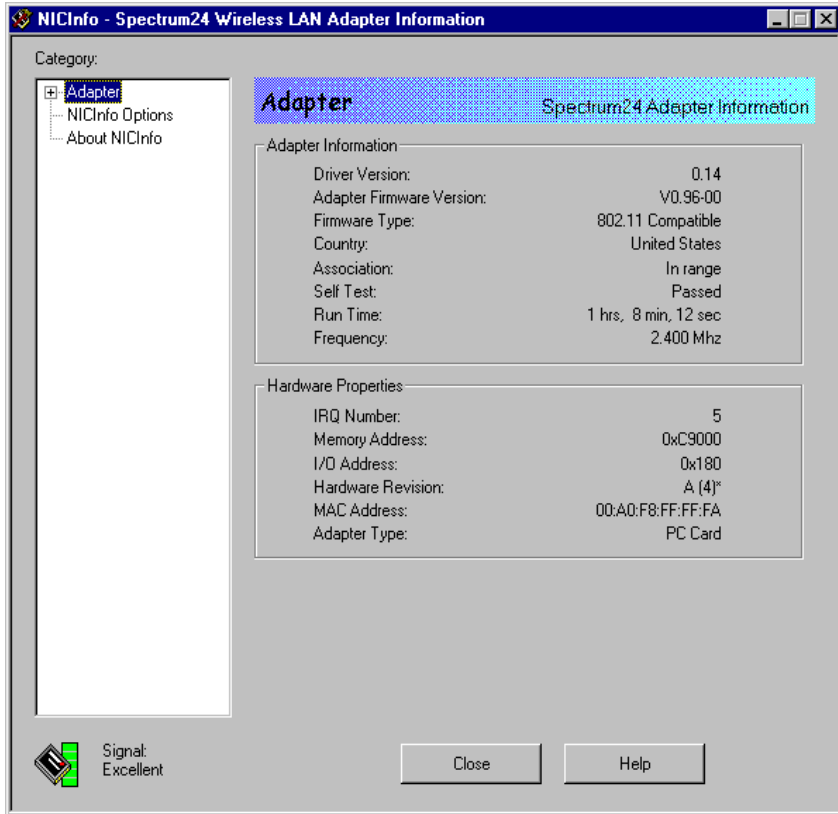 NICInfo - Spectrum24 Wireless LAN Adapter Information
Category:
Adapter
NICInfo Options
About NICInfo
Adapter Spectrum24 Adapter Information
Adapter Information
Driver Version: 0.14
Adapter Firmware Version: V0.96-00
Firmware Type: 802.11 Compatible
Country: United States
Association: In range
Self Test: Passed
Run Time: 1 hrs, 8 min, 12 sec
Frequency: 2.400 Mhz
Hardware Properties
IRQ Number: 5
Memory Address: 0xC9000
I/O Address: 0x180
Hardware Revision: A (4)*
MAC Address: 00:A0:F8:FF:FF:FA
Adapter Type: PC Card
Signal:
Excellent
Close
Help